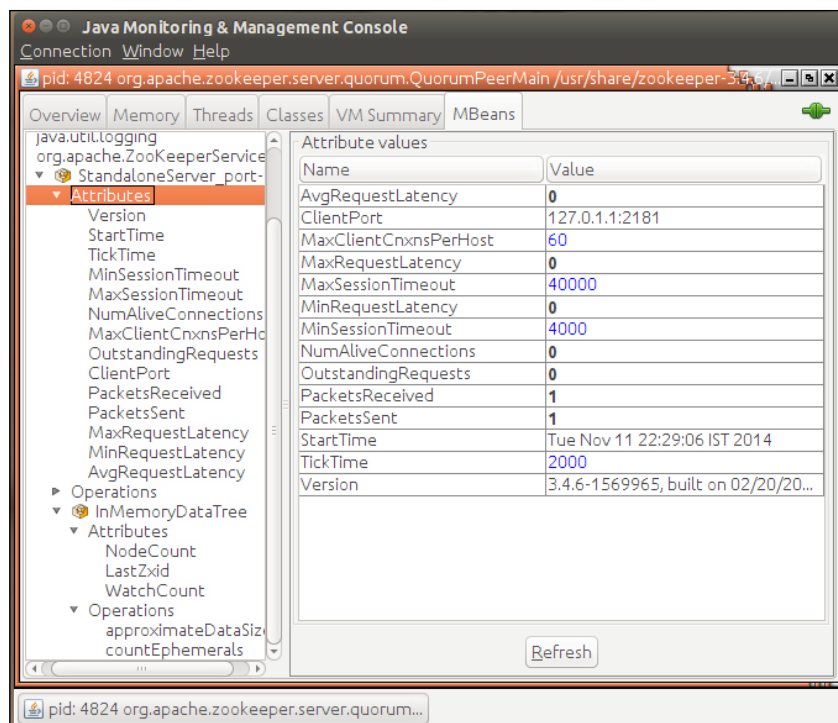 Java Monitoring & Management Console
Connection Window Help
pid: 4824 org.apache.zookeeper.server.quorum.QuorumPeerMain /usr/share/zookeeper-3.4.6/...
Overview Memory Threads Classes VM Summary MBeans
java.util.logging
org.apache.ZooKeeperService
StandaloneServer_port-
Attributes
Version
StartTime
TickTime
MinSessionTimeout
MaxSessionTimeout
NumAliveConnections
MaxClientCnxnsPerHo
OutstandingRequests
ClientPort
PacketsReceived
PacketsSent
MaxRequestLatency
MinRequestLatency
AvgRequestLatency
Operations
InMemoryDataTree
Attributes
NodeCount
LastZxid
WatchCount
Operations
approximateDataSiz
countEphemerals
Attribute values
Name Value
AvgRequestLatency 0
ClientPort 127.0.1.1:2181
MaxClientCnxnsPerHost 60
MaxRequestLatency 0
MaxSessionTimeout 40000
MinRequestLatency 0
MinSessionTimeout 4000
NumAliveConnections 0
OutstandingRequests 0
PacketsReceived 1
PacketsSent 1
StartTime Tue Nov 11 22:29:06 IST 2014
TickTime 2000
Version 3.4.6-1569965, built on 02/20/20...
Refresh
pid: 4824 org.apache.zookeeper.server.quorum...